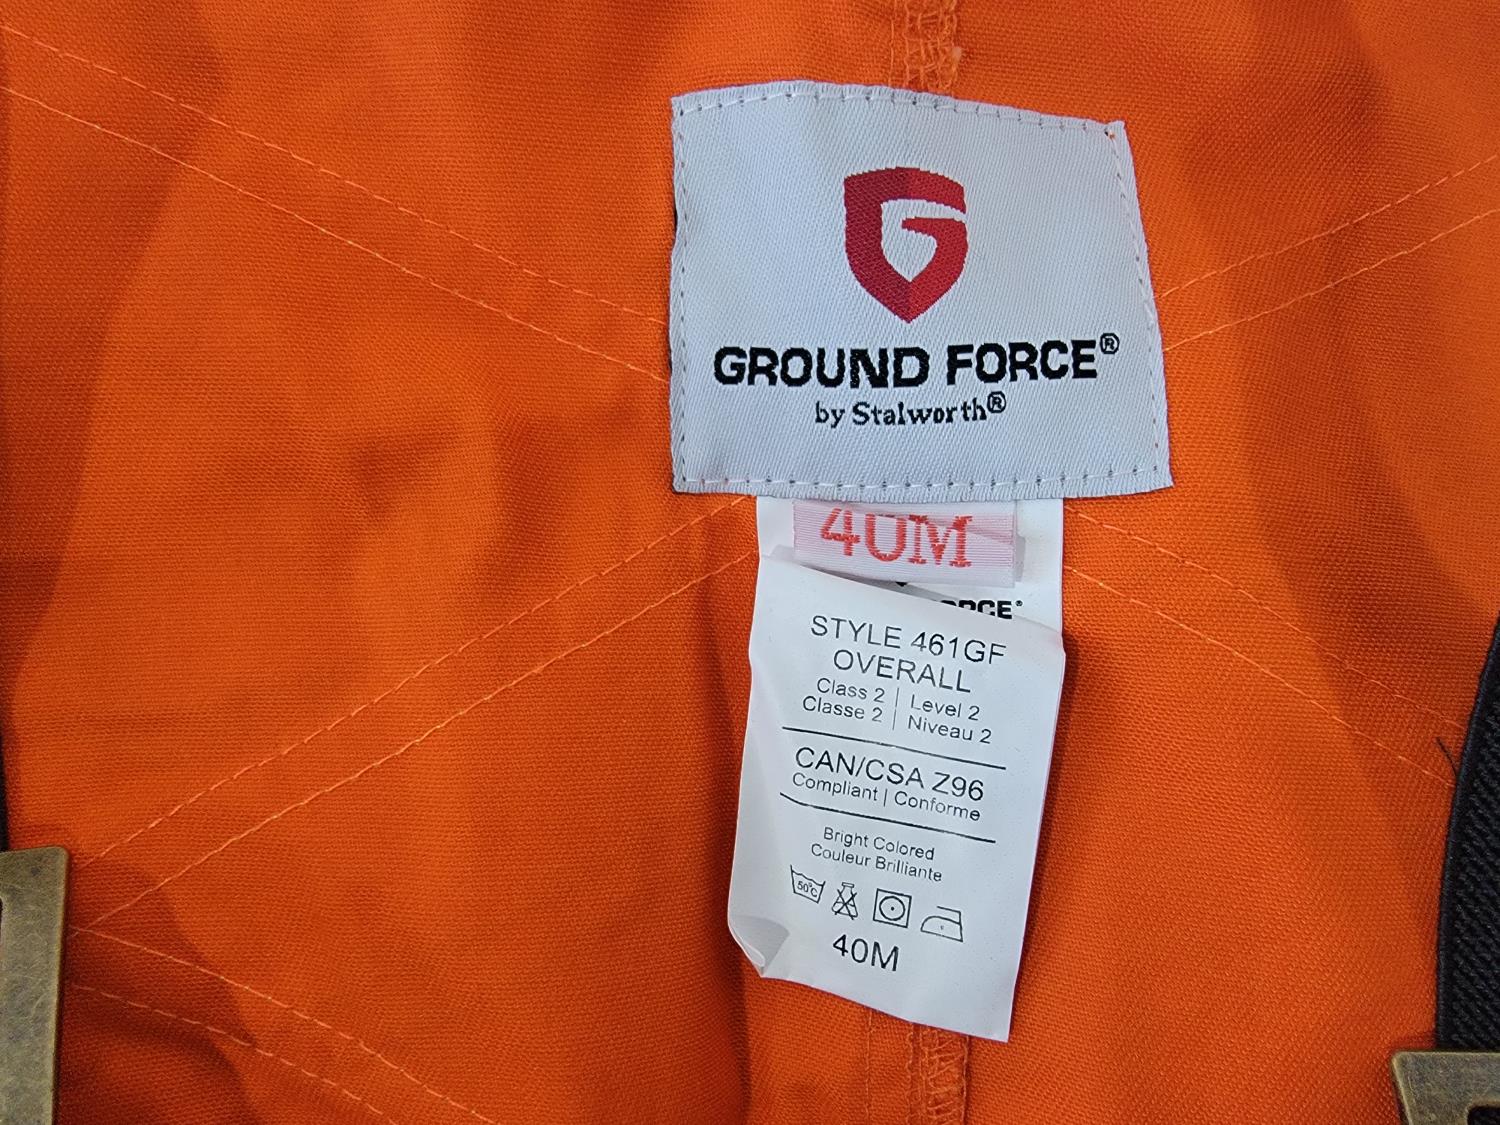 GROUND FORCE®
by Stalworth®
40M
STYLE 461GF
OVERALL
Class 2 | Level 2
Classe 2 | Niveau 2
CAN/CSA Z96
Compliant | Conforme
Bright Colored
Couleur Brillante
50°C
40M